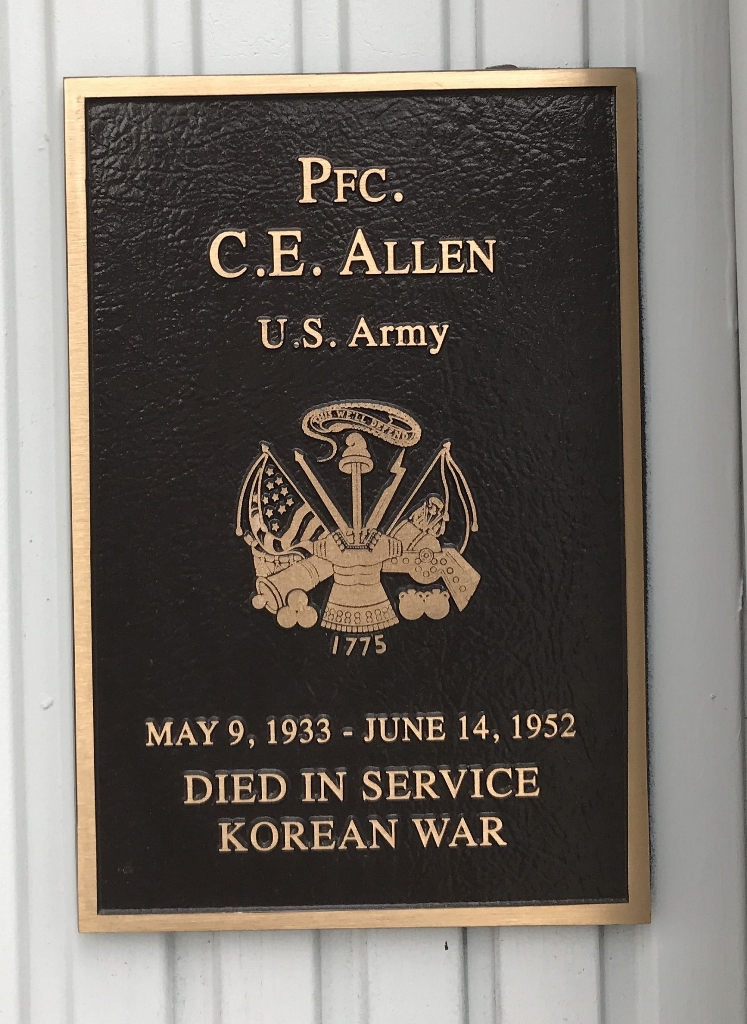 PFC.
C.E. ALLEN
U.S. Army
THIS WE'LL DEFEND
1775
MAY 9, 1933 - JUNE 14, 1952
DIED IN SERVICE
KOREAN WAR